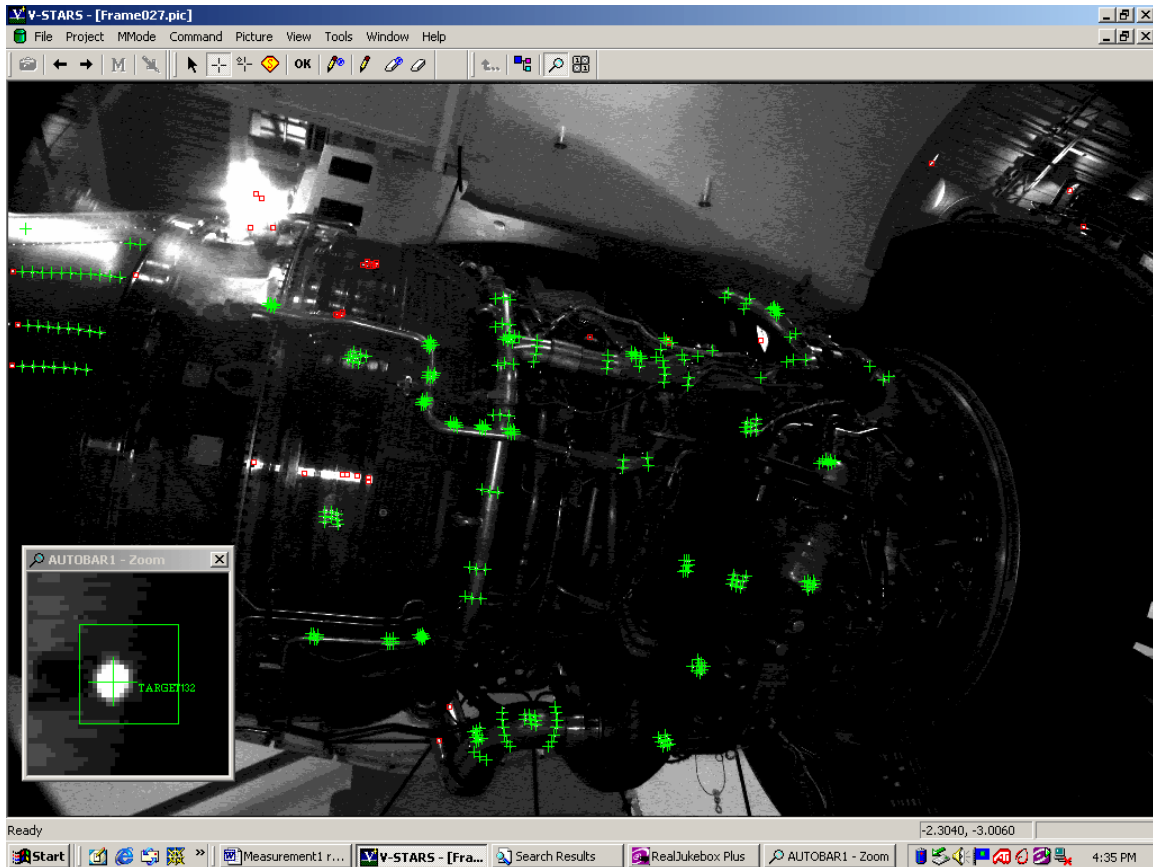 V-STARS - [Frame027.pic]
File Project MMode Command Picture View Tools Window Help
M S OK
AUTOBAR1 - Zoom
TARGET132
Ready
-2.3040, -3.0060
Start » Measurement1 r... V-STARS - [Fra... Search Results RealJukebox Plus AUTOBAR1 - Zoom 4:35 PM